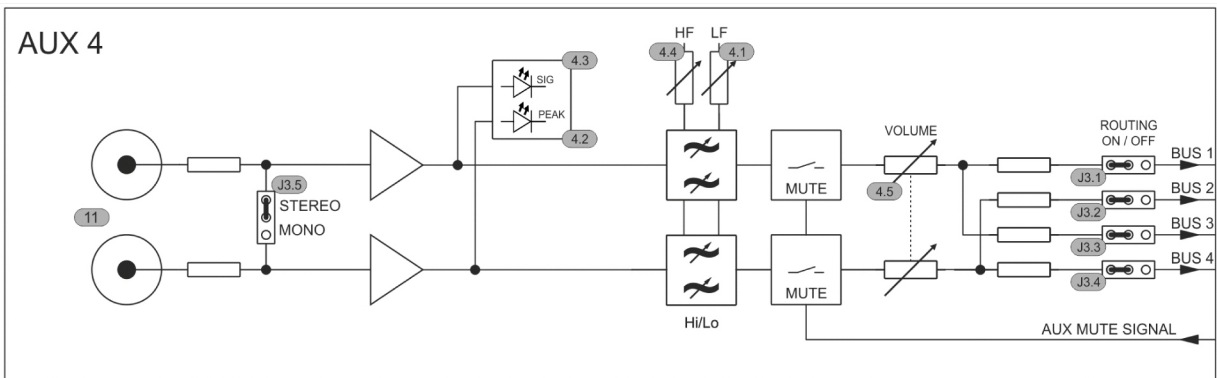 AUX 4
HF LF
4.4 4.1
4.3
SIG
PEAK
4.2
VOLUME
ROUTING
ON / OFF
BUS 1
J3.1
BUS 2
J3.2
BUS 3
J3.3
BUS 4
J3.4
J3.5
STEREO
MONO
11
MUTE
4.5
MUTE
Hi/Lo
AUX MUTE SIGNAL